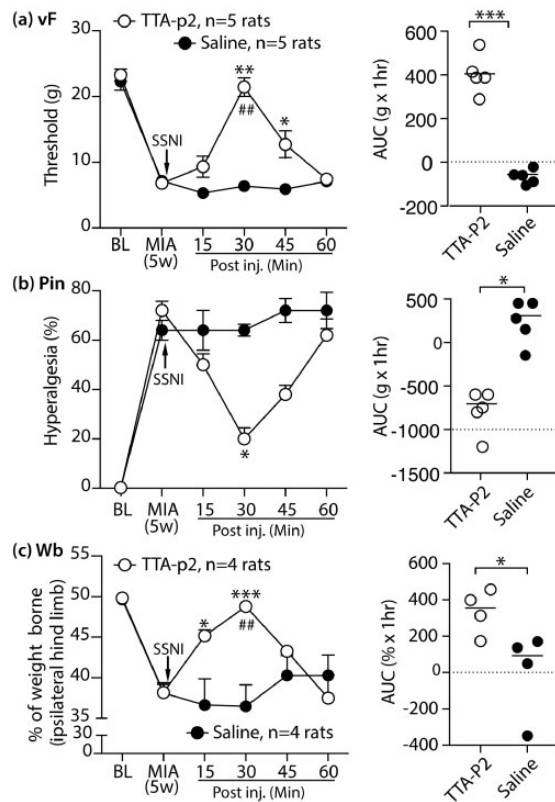 (a) vF
TTA-p2, n=5 rats
Saline, n=5 rats
Threshold (g)
30
20
10
0
SSNI
**
##
*
BL
MIA
(5w)
15
30
45
60
Post inj. (Min)
***
AUC (g x 1hr)
600
400
200
0
-200
TTA-P2
Saline
(b) Pin
Hyperalgesia (%)
80
60
40
20
0
SSNI
*
BL
MIA
(5w)
15
30
45
60
Post inj. (Min)
*
AUC (g x 1hr)
500
0
-500
-1000
-1500
TTA-P2
Saline
(c) Wb
TTA-p2, n=4 rats
% of weight borne
(ipsilateral hind limb)
50
45
40
35
30
0
SSNI
*
***
##
Saline, n=4 rats
BL
MIA
(5w)
15
30
45
60
Post inj. (Min)
*
AUC (% x 1hr)
600
400
200
0
-200
-400
TTA-P2
Saline